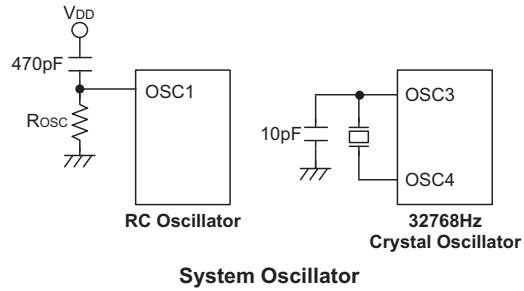 VDD
470pF
OSC1
ROSC
RC Oscillator
OSC3
10pF
OSC4
32768Hz
Crystal Oscillator
System Oscillator